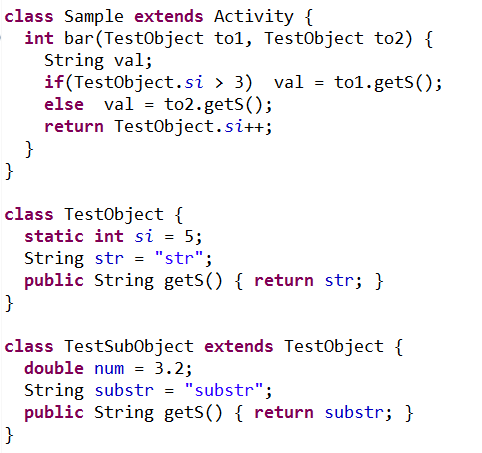 class Sample extends Activity {
int bar(TestObject to1, TestObject to2) {
String val;
if(TestObject.si > 3)  val = to1.getS();
else  val = to2.getS();
return TestObject.si++;
}
}
class TestObject {
static int si = 5;
String str = "str";
public String getS() { return str; }
}
class TestSubObject extends TestObject {
double num = 3.2;
String substr = "substr";
public String getS() { return substr; }
}